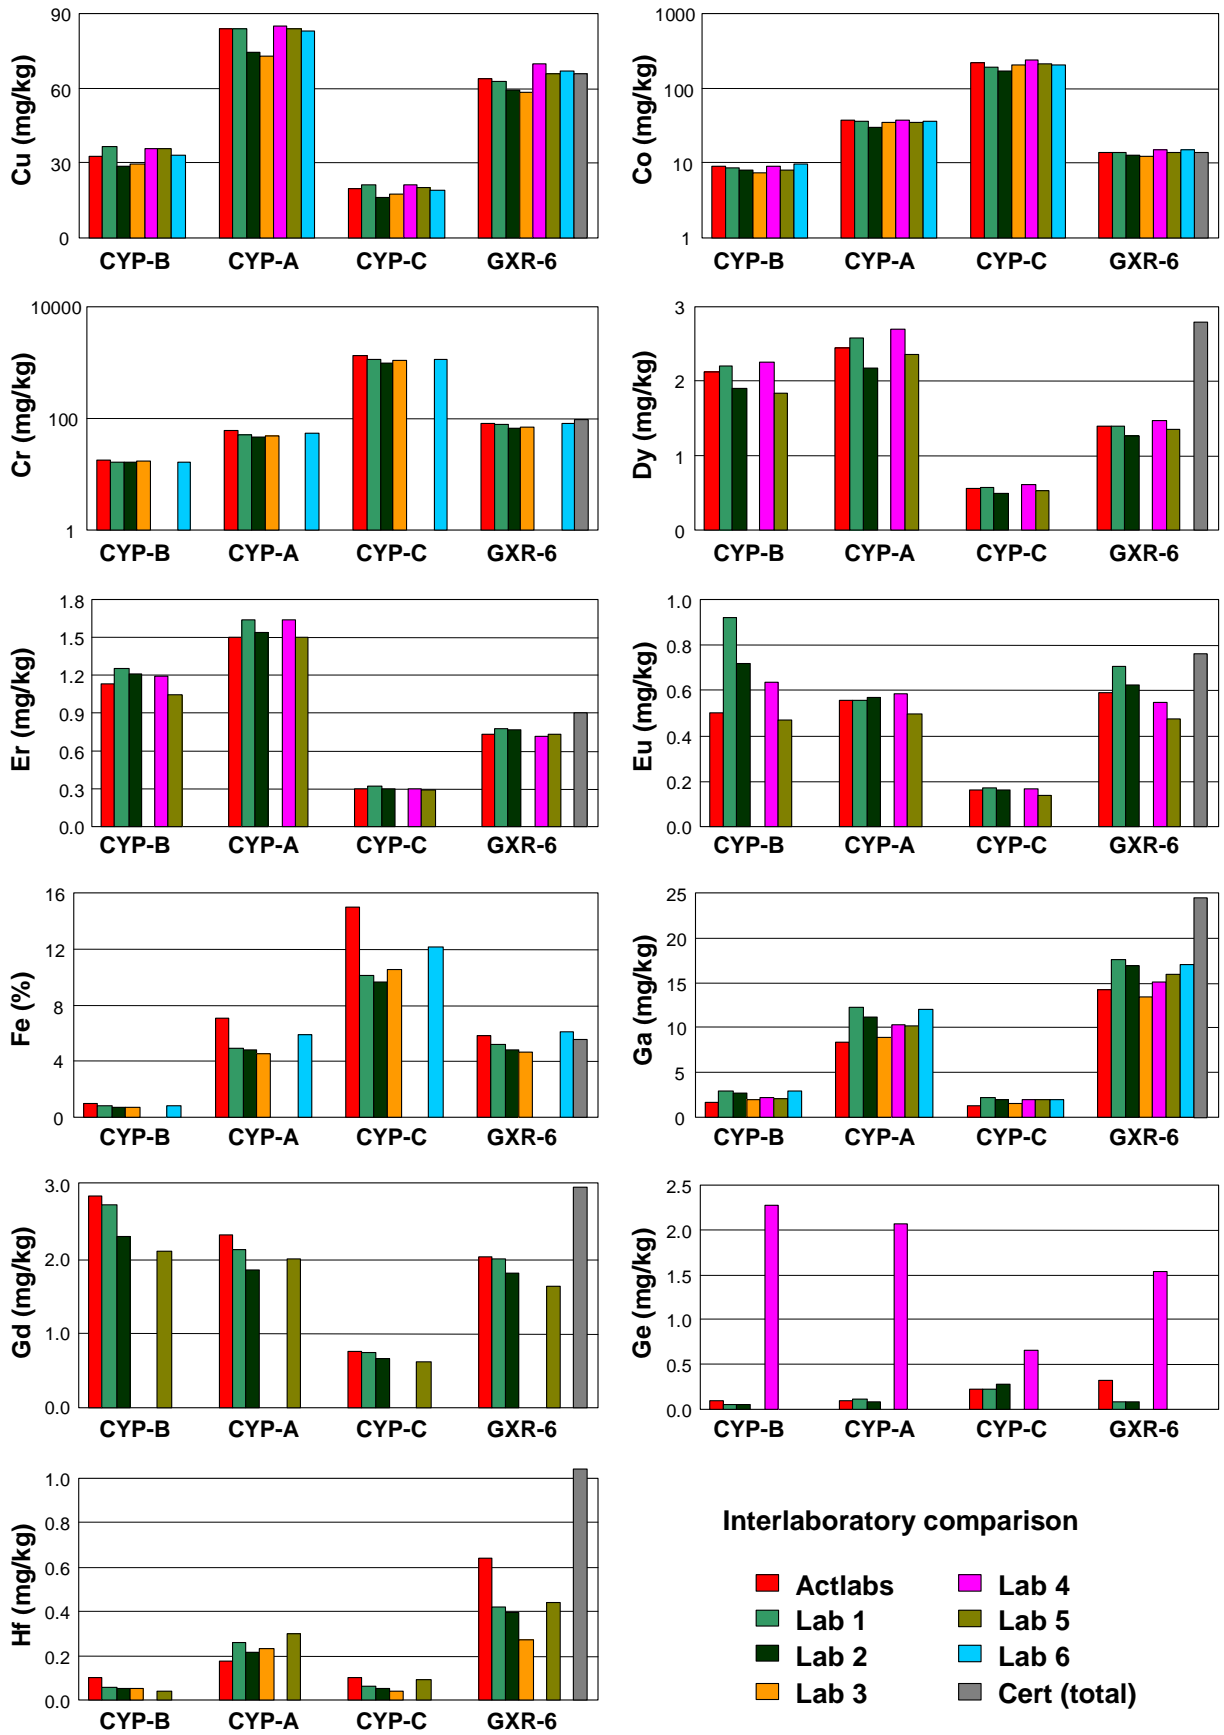 Cu (mg/kg)
90
60
30
0
CYP-B CYP-A CYP-C GXR-6
Co (mg/kg)
1000
100
10
1
CYP-B CYP-A CYP-C GXR-6
Cr (mg/kg)
10000
100
1
CYP-B CYP-A CYP-C GXR-6
Dy (mg/kg)
3
2
1
0
CYP-B CYP-A CYP-C GXR-6
Er (mg/kg)
1.8
1.5
1.2
0.9
0.6
0.3
0.0
CYP-B CYP-A CYP-C GXR-6
Eu (mg/kg)
1.0
0.8
0.6
0.4
0.2
0.0
CYP-B CYP-A CYP-C GXR-6
Fe (%)
16
12
8
4
0
CYP-B CYP-A CYP-C GXR-6
Ga (mg/kg)
25
20
15
10
5
0
CYP-B CYP-A CYP-C GXR-6
Gd (mg/kg)
3.0
2.0
1.0
0.0
CYP-B CYP-A CYP-C GXR-6
Ge (mg/kg)
2.5
2.0
1.5
1.0
0.5
0.0
CYP-B CYP-A CYP-C GXR-6
Hf (mg/kg)
1.0
0.8
0.6
0.4
0.2
0.0
CYP-B CYP-A CYP-C GXR-6
Interlaboratory comparison
Actlabs
Lab 1
Lab 2
Lab 3
Lab 4
Lab 5
Lab 6
Cert (total)